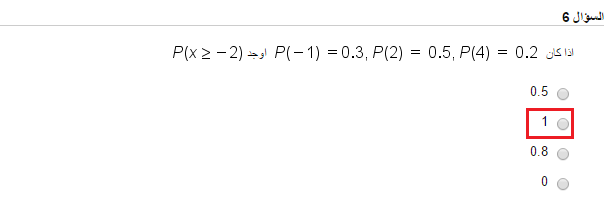 السؤال 6
اذا كان P(−1) = 0.3, P(2) = 0.5, P(4) = 0.2 اوجد P(x ≥ −2)
0.5
1
0.8
0